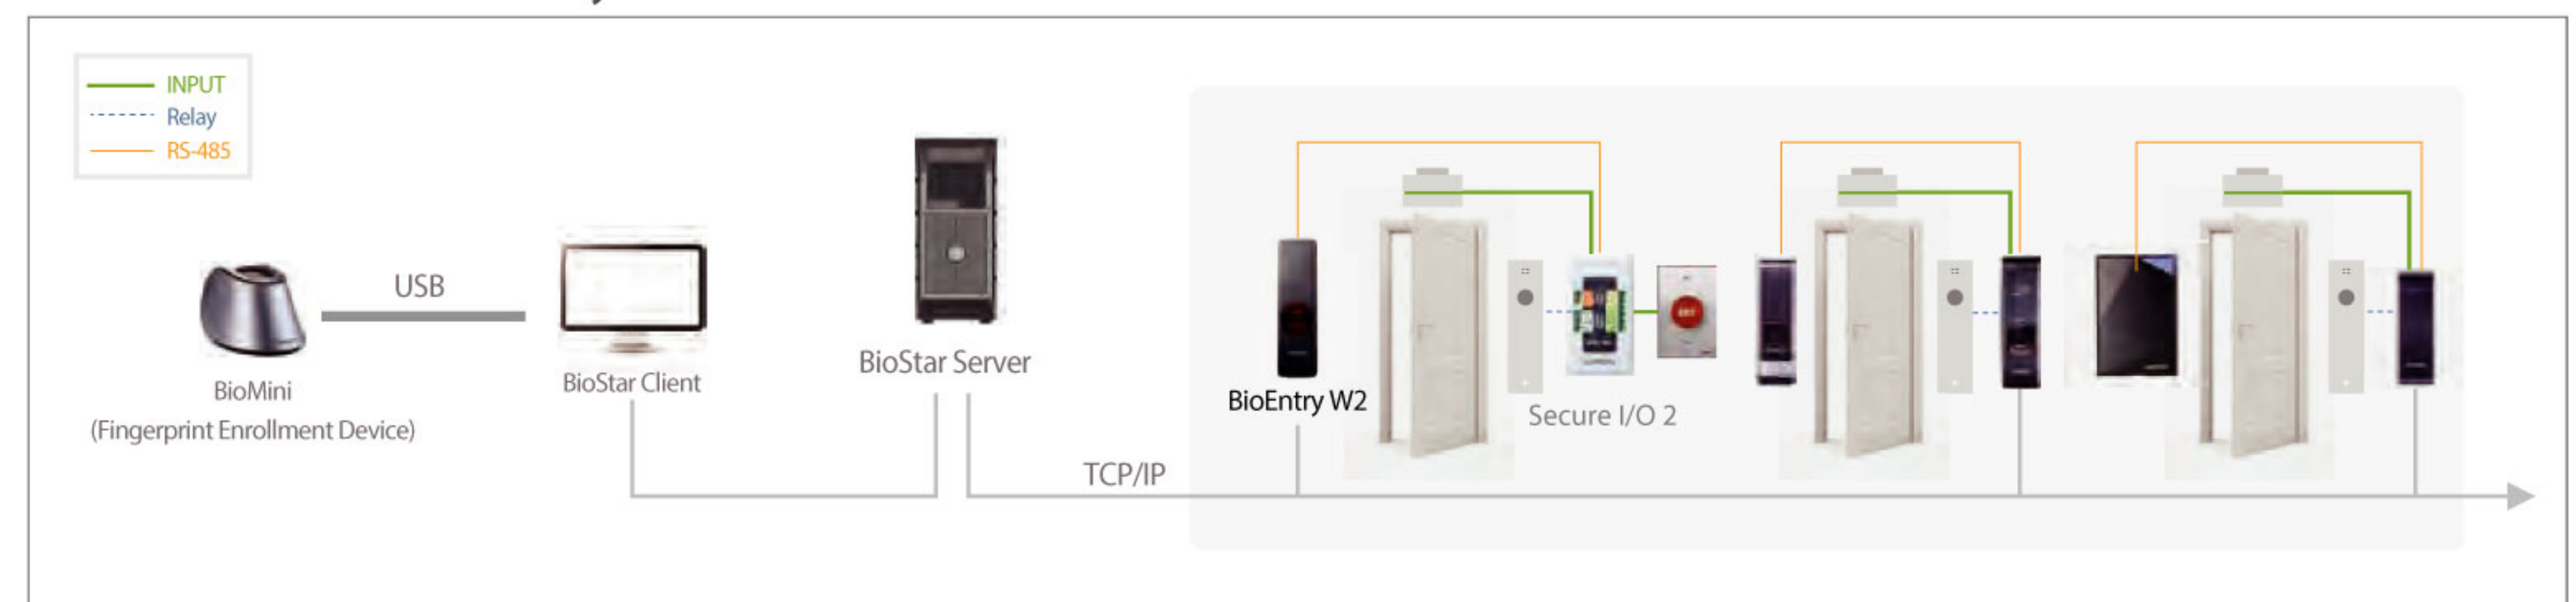 INPUT
Relay
RS-485
USB
BioMini
(Fingerprint Enrollment Device)
BioStar Client
BioStar Server
TCP/IP
BioEntry W2
Secure I/O 2
EXIT